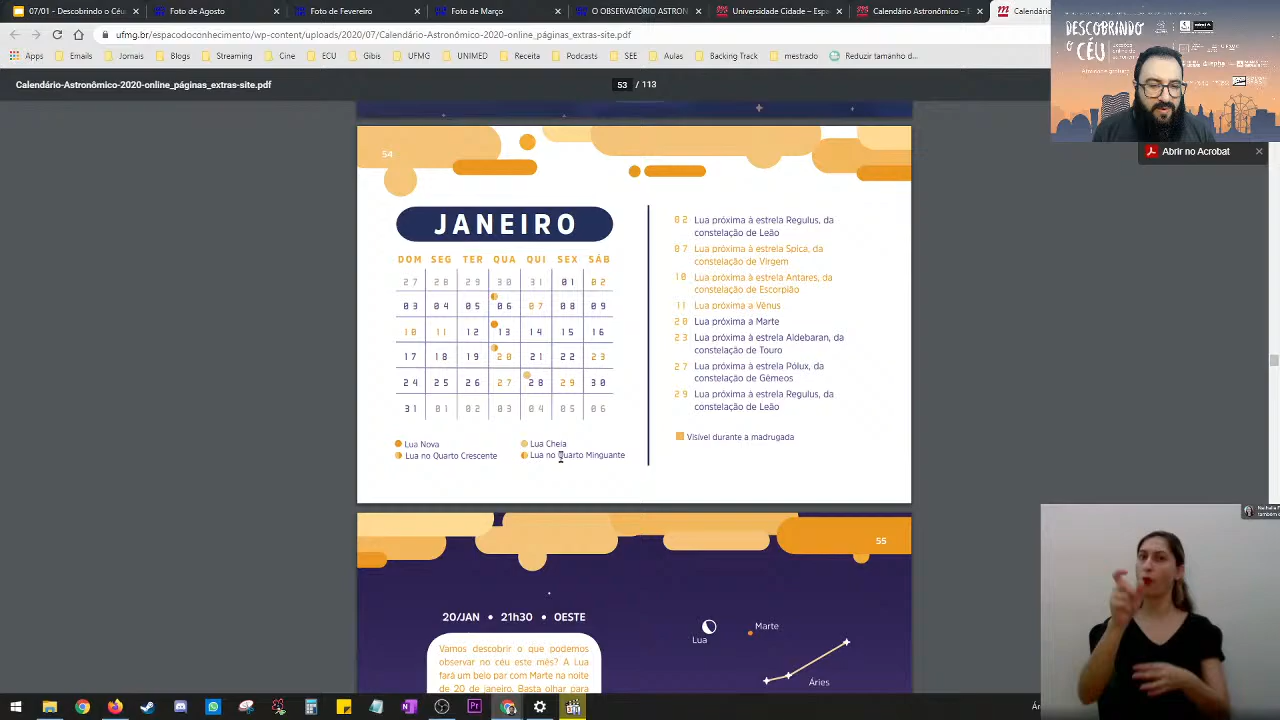 07/01 - Descobrindo o Céu
Foto de Agosto
Foto de Fevereiro
Foto de Março
O OBSERVATÓRIO ASTRON
Universidade Cidade – Esp
Calendário Astronômico –
Calendári
ufmg.br/espacodoconhecimento/wp-content/uploads/2020/07/Calendário-Astronômico-2020-online_páginas_extras-site.pdf
Apps
Emails
Jornais
Blogs
Streaming
Cine
ECU
Gibis
UFMG
UNIMED
Receita
Podcasts
SEE
Aulas
mestrado
Reduzir tamanho d...
Calendário-Astronômico-2020-online_páginas_extras-site.pdf
53 / 113
DESCOBRINDO
O CÉU
Abrir no Acrobat
54
JANEIRO
DOM SEG TER QUA QUI SEX SÁB
27 28 29 30 31 01 02
03 04 05 06 07 08 09
10 11 12 13 14 15 16
17 18 19 20 21 22 23
24 25 26 27 28 29 30
31 01 02 03 04 05 06
Lua Nova
Lua Cheia
Lua no Quarto Crescente
Lua no Quarto Minguante
02 Lua próxima à estrela Regulus, da
constelação de Leão
07 Lua próxima à estrela Spica, da
constelação de Virgem
10 Lua próxima à estrela Antares, da
constelação de Escorpião
11 Lua próxima a Vênus
20 Lua próxima a Marte
23 Lua próxima à estrela Aldebaran, da
constelação de Touro
27 Lua próxima à estrela Pólux, da
constelação de Gêmeos
29 Lua próxima à estrela Regulus, da
constelação de Leão
Visível durante a madrugada
55
20/JAN • 21h30 • OESTE
Vamos descobrir o que podemos
observar no céu este mês? A Lua
fará um belo par com Marte na noite
de 20 de janeiro. Basta olhar para
Lua
Marte
Áries